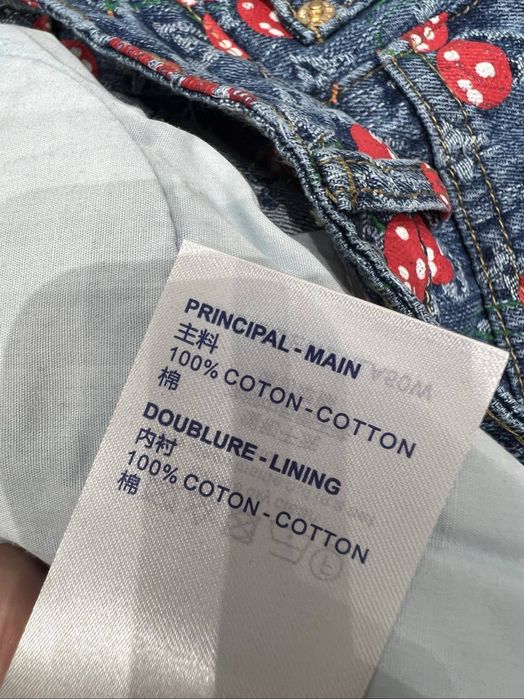 PRINCIPAL-MAIN
主料
100% COTON-COTTON
棉
DOUBLURE-LINING
内衬
100% COTON-COTTON
棉